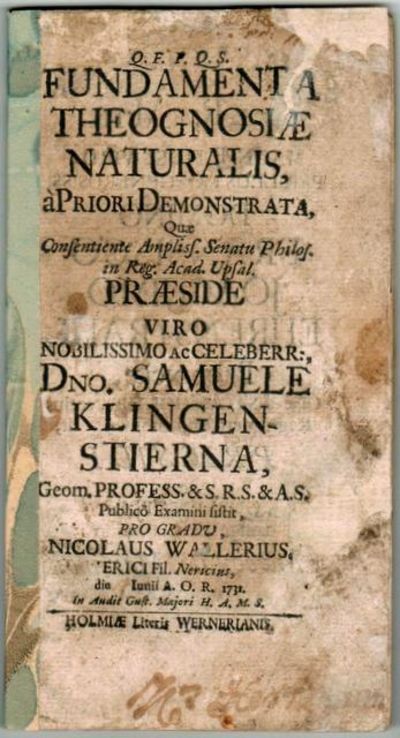 Q. F. F. Q. S.
FUNDAMENTA
THEOGNOSIÆ
NATURALIS,
à PRIORI DEMONSTRATA,
Quæ
Consentiente Ampliss. Senatu Philos.
in Reg. Acad. Upsal.
PRÆSIDE
VIRO
NOBILISSIMO AC CELEBERR:,
DNO. SAMUELE
KLINGEN-
STIERNA,
Geom. PROFESS. & S. R. S. & A. S.
Publicô Examini sistit,
PRO GRADU,
NICOLAUS WALLERIUS,
ERICI Fil. Nericius,
die Iunii A. O. R. 1731.
In Audit Gust. Majori H. A. M. S.
HOLMIÆ Literis WERNERIANIS.